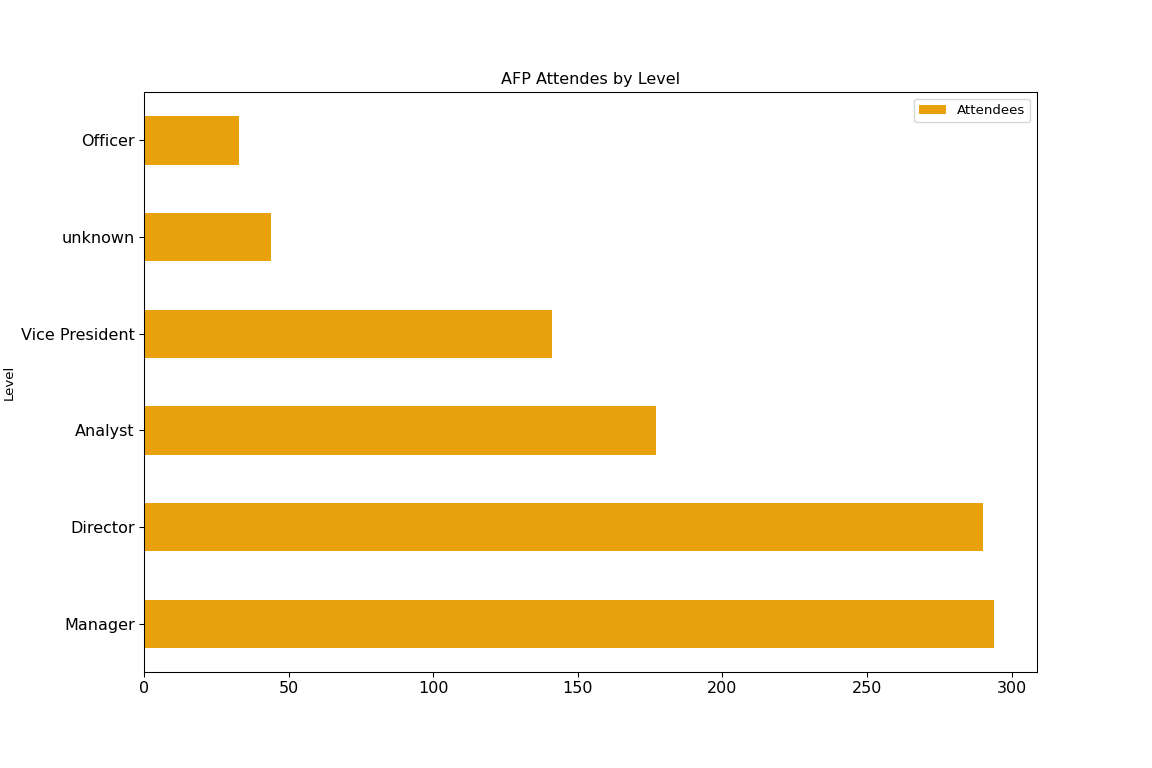 AFP Attendes by Level
Attendees
Officer
unknown
Vice President
Analyst
Director
Manager
Level
0 50 100 150 200 250 300